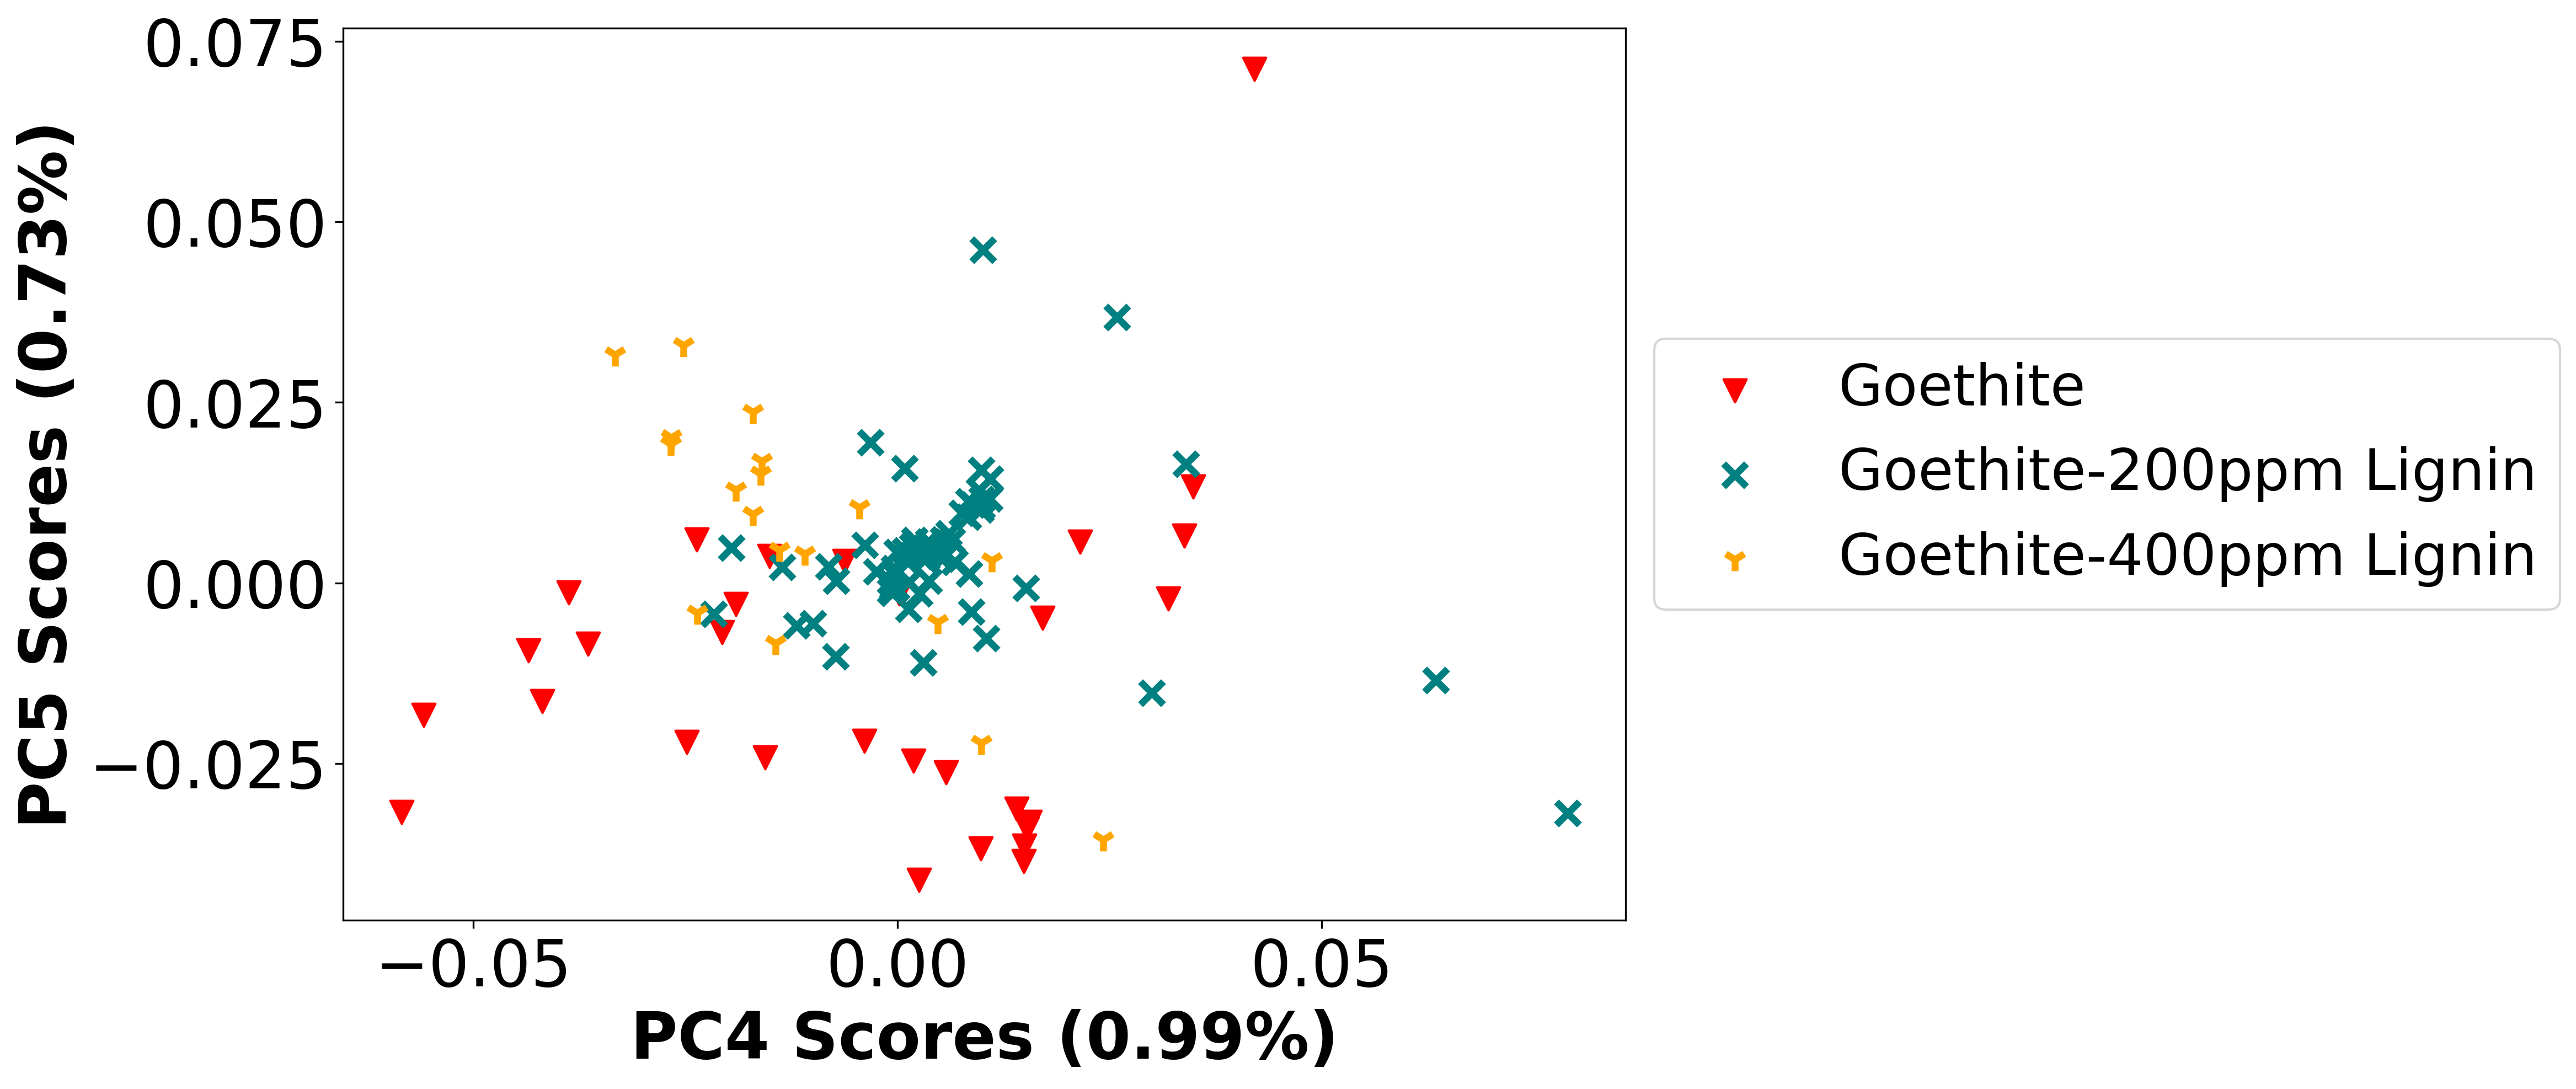 0.075
0.050
0.025
0.000
−0.025
PC5 Scores (0.73%)
−0.05
0.00
0.05
PC4 Scores (0.99%)
Goethite
Goethite-200ppm Lignin
Goethite-400ppm Lignin